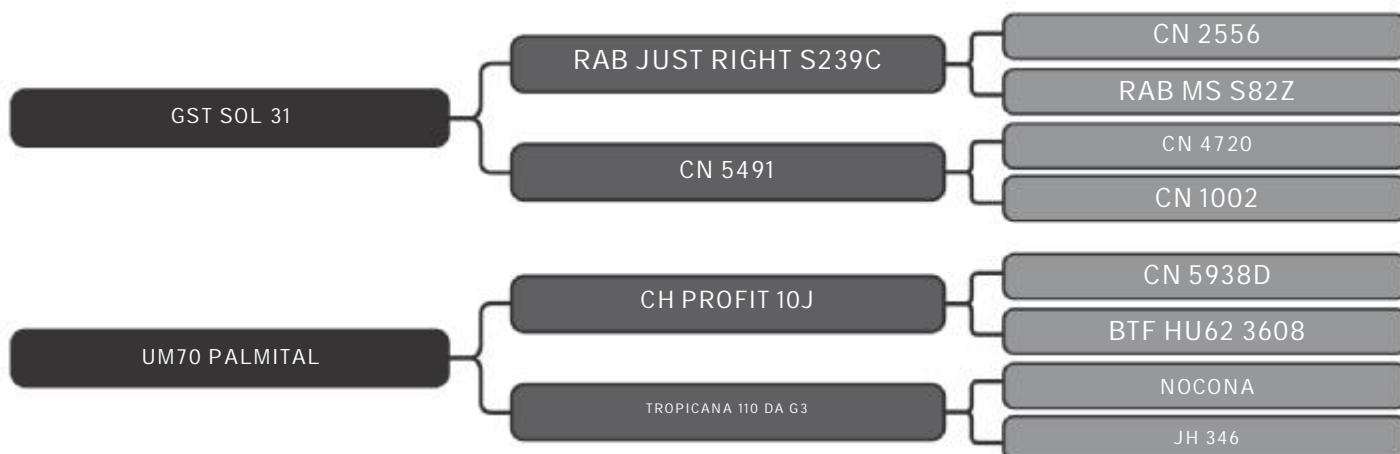 GST SOL 31
RAB JUST RIGHT S239C
CN 2556
RAB MS S82Z
CN 5491
CN 4720
CN 1002
UM70 PALMITAL
CH PROFIT 10J
CN 5938D
BTF HU62 3608
TROPICANA 110 DA G3
NOCONA
JH 346